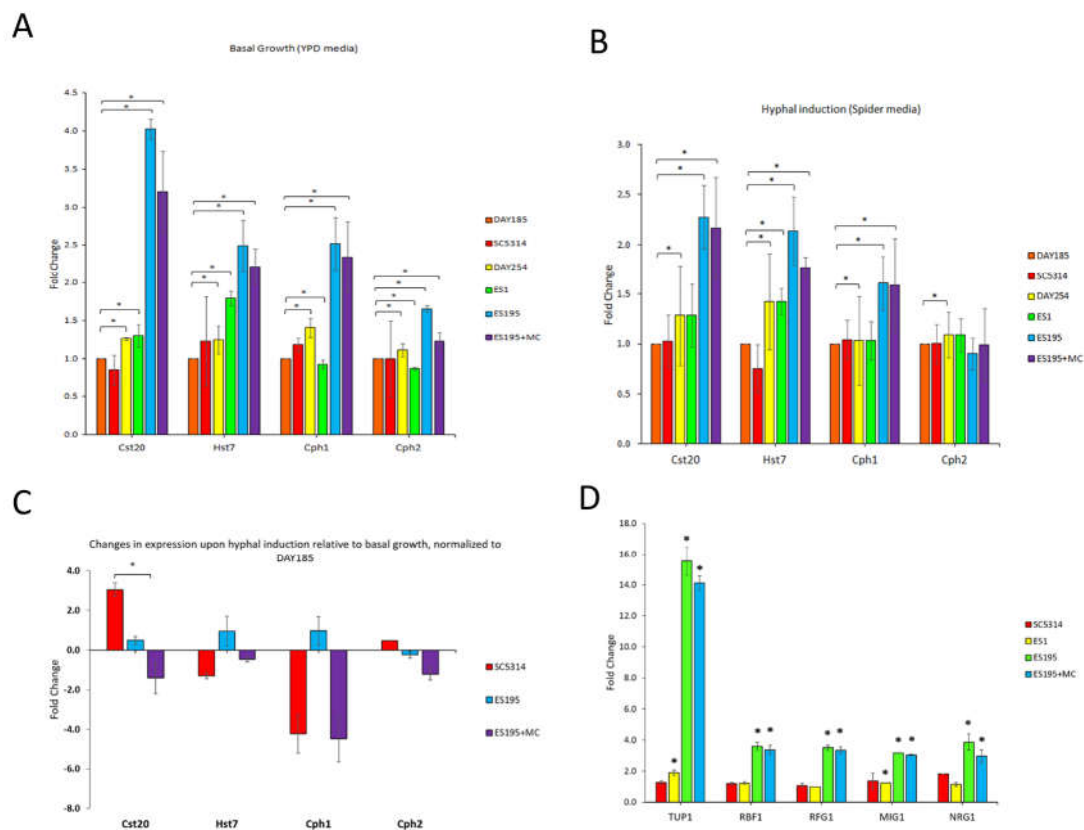 A
Basal Growth (YPD media)
Fold Change
4.5
4.0
3.5
3.0
2.5
2.0
1.5
1.0
0.5
0.0
* * * * * * * * * * * * * * * *
Cst20 Hst7 Cph1 Cph2
DAY185
SC5314
DAY254
ES1
ES195
ES195+MC
B
Hyphal induction (Spider media)
Fold Change
3.0
2.5
2.0
1.5
1.0
0.5
0.0
* * * * * * * * * * *
Cst20 Hst7 Cph1 Cph2
DAY185
SC5314
DAY254
ES1
ES195
ES195+MC
C
Changes in expression upon hyphal induction relative to basal growth, normalized to
DAY185
Fold Change
4.0
2.0
0.0
-2.0
-4.0
-6.0
-8.0
*
Cst20 Hst7 Cph1 Cph2
SC5314
ES195
ES195+MC
D
Fold Change
18.0
16.0
14.0
12.0
10.0
8.0
6.0
4.0
2.0
0.0
* * * * * * * * * * * *
TUP1 RBF1 RFG1 MIG1 NRG1
SC5314
ES1
ES195
ES195+MC